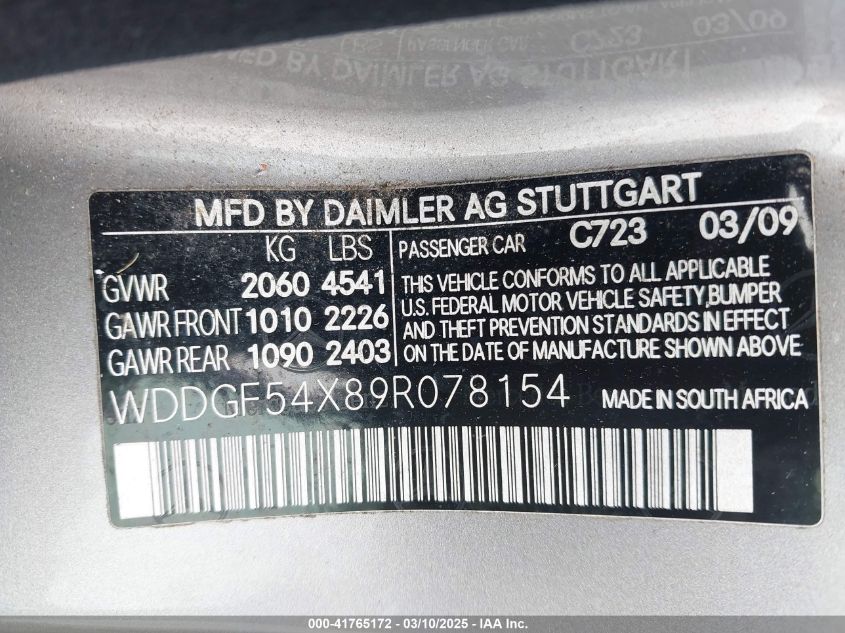 MFD BY DAIMLER AG STUTTGART
KG LBS PASSENGER CAR C723 03/09
GVWR 2060 4541
GAWR FRONT 1010 2226
GAWR REAR 1090 2403
THIS VEHICLE CONFORMS TO ALL APPLICABLE
U.S. FEDERAL MOTOR VEHICLE SAFETY,BUMPER
AND THEFT PREVENTION STANDARDS IN EFFECT
ON THE DATE OF MANUFACTURE SHOWN ABOVE
WDDGF54X89R078154 MADE IN SOUTH AFRICA
000-41765172 - 03/10/2025 - IAA Inc.